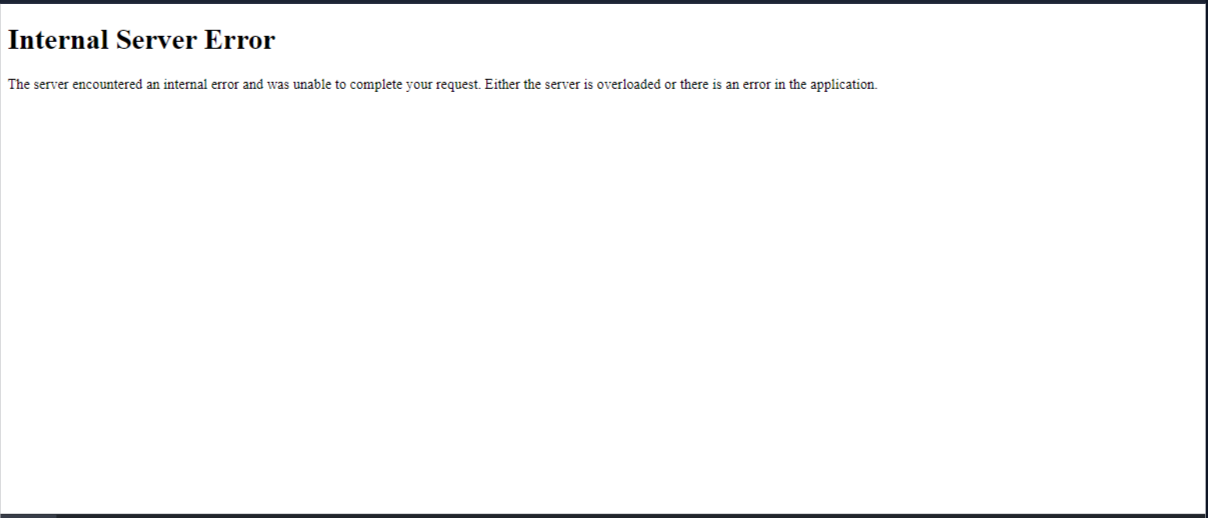 Internal Server Error
The server encountered an internal error and was unable to complete your request. Either the server is overloaded or there is an error in the application.